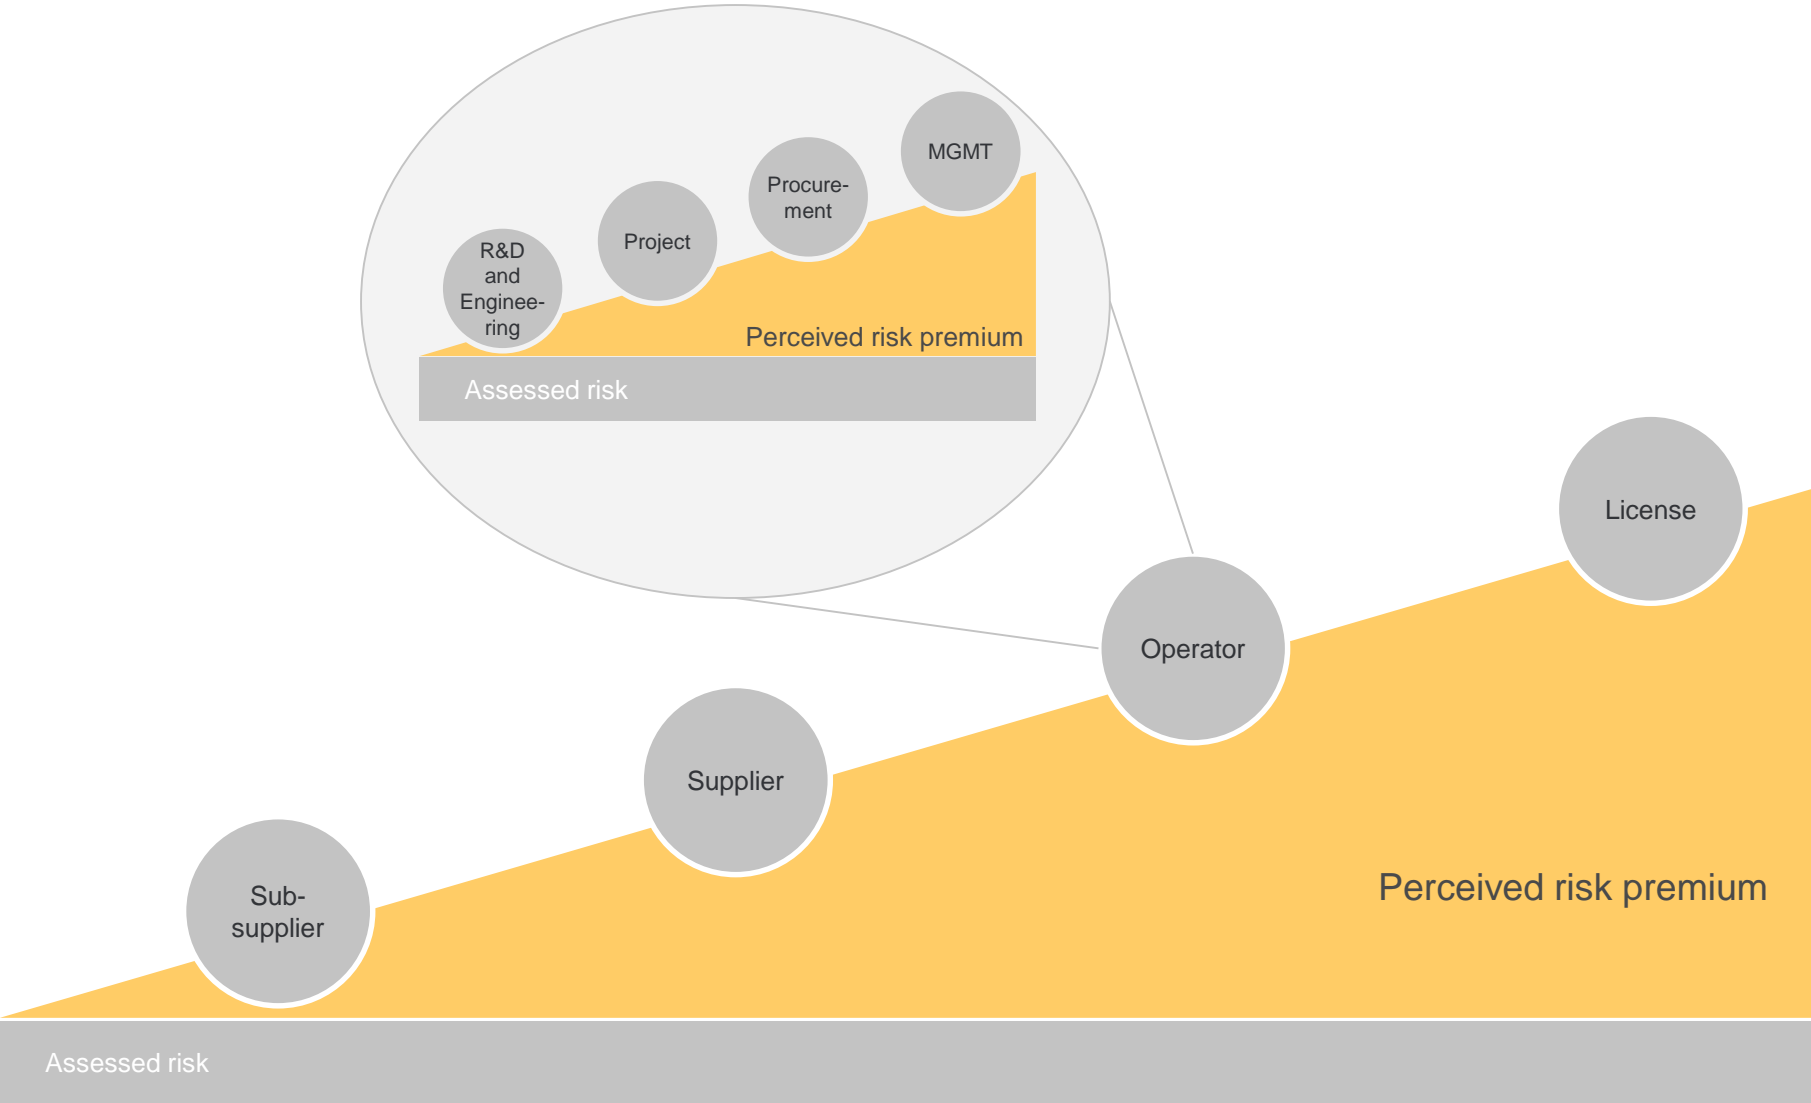 MGMT
Procure-
ment
Project
R&D
and
Enginee-
ring
Perceived risk premium
Assessed risk
License
Operator
Supplier
Sub-
supplier
Perceived risk premium
Assessed risk